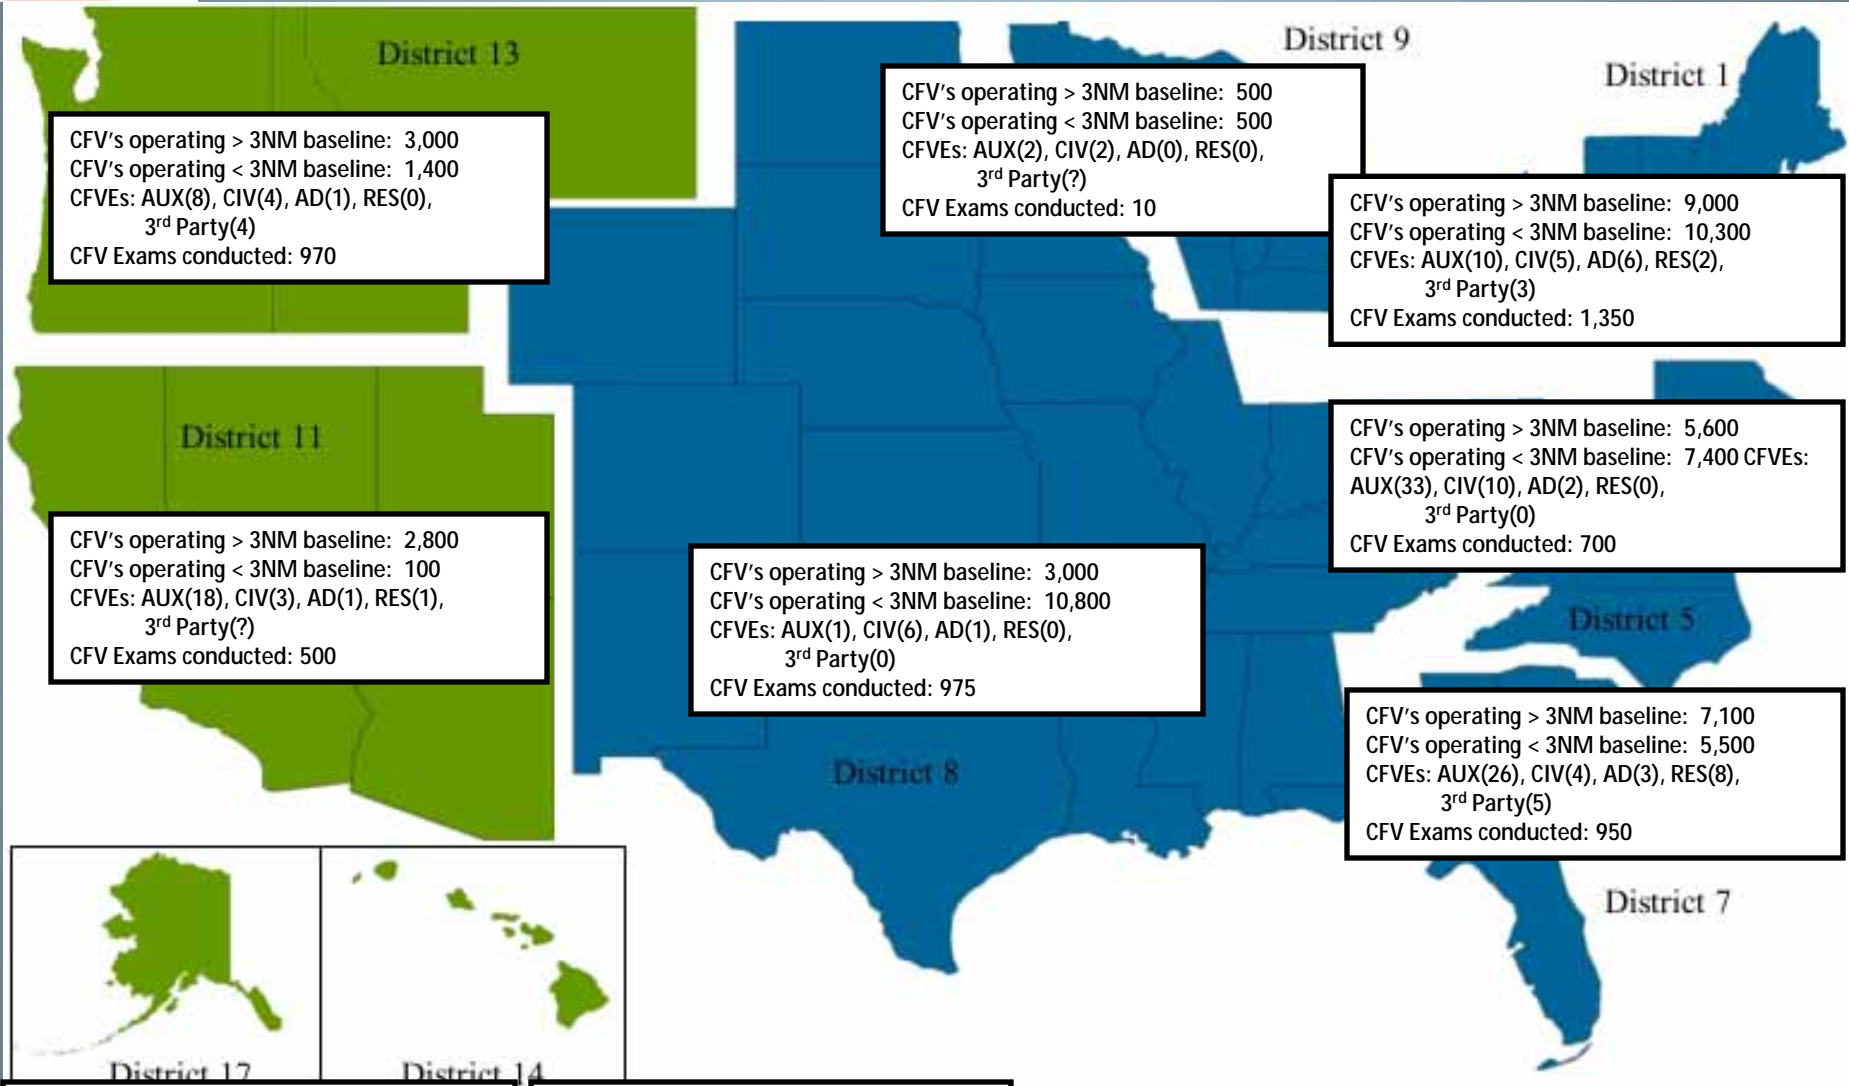 District 13
CFV's operating > 3NM baseline: 3,000
CFV's operating < 3NM baseline: 1,400
CFVEs: AUX(8), CIV(4), AD(1), RES(0),
3rd Party(4)
CFV Exams conducted: 970
District 9
CFV's operating > 3NM baseline: 500
CFV's operating < 3NM baseline: 500
CFVEs: AUX(2), CIV(2), AD(0), RES(0),
3rd Party(?)
CFV Exams conducted: 10
District 1
CFV's operating > 3NM baseline: 9,000
CFV's operating < 3NM baseline: 10,300
CFVEs: AUX(10), CIV(5), AD(6), RES(2),
3rd Party(3)
CFV Exams conducted: 1,350
District 11
CFV's operating > 3NM baseline: 2,800
CFV's operating < 3NM baseline: 100
CFVEs: AUX(18), CIV(3), AD(1), RES(1),
3rd Party(?)
CFV Exams conducted: 500
CFV's operating > 3NM baseline: 3,000
CFV's operating < 3NM baseline: 10,800
CFVEs: AUX(1), CIV(6), AD(1), RES(0),
3rd Party(0)
CFV Exams conducted: 975
District 8
CFV's operating > 3NM baseline: 5,600
CFV's operating < 3NM baseline: 7,400 CFVEs:
AUX(33), CIV(10), AD(2), RES(0),
3rd Party(0)
CFV Exams conducted: 700
District 5
CFV's operating > 3NM baseline: 7,100
CFV's operating < 3NM baseline: 5,500
CFVEs: AUX(26), CIV(4), AD(3), RES(8),
3rd Party(5)
CFV Exams conducted: 950
District 7
District 17
District 14